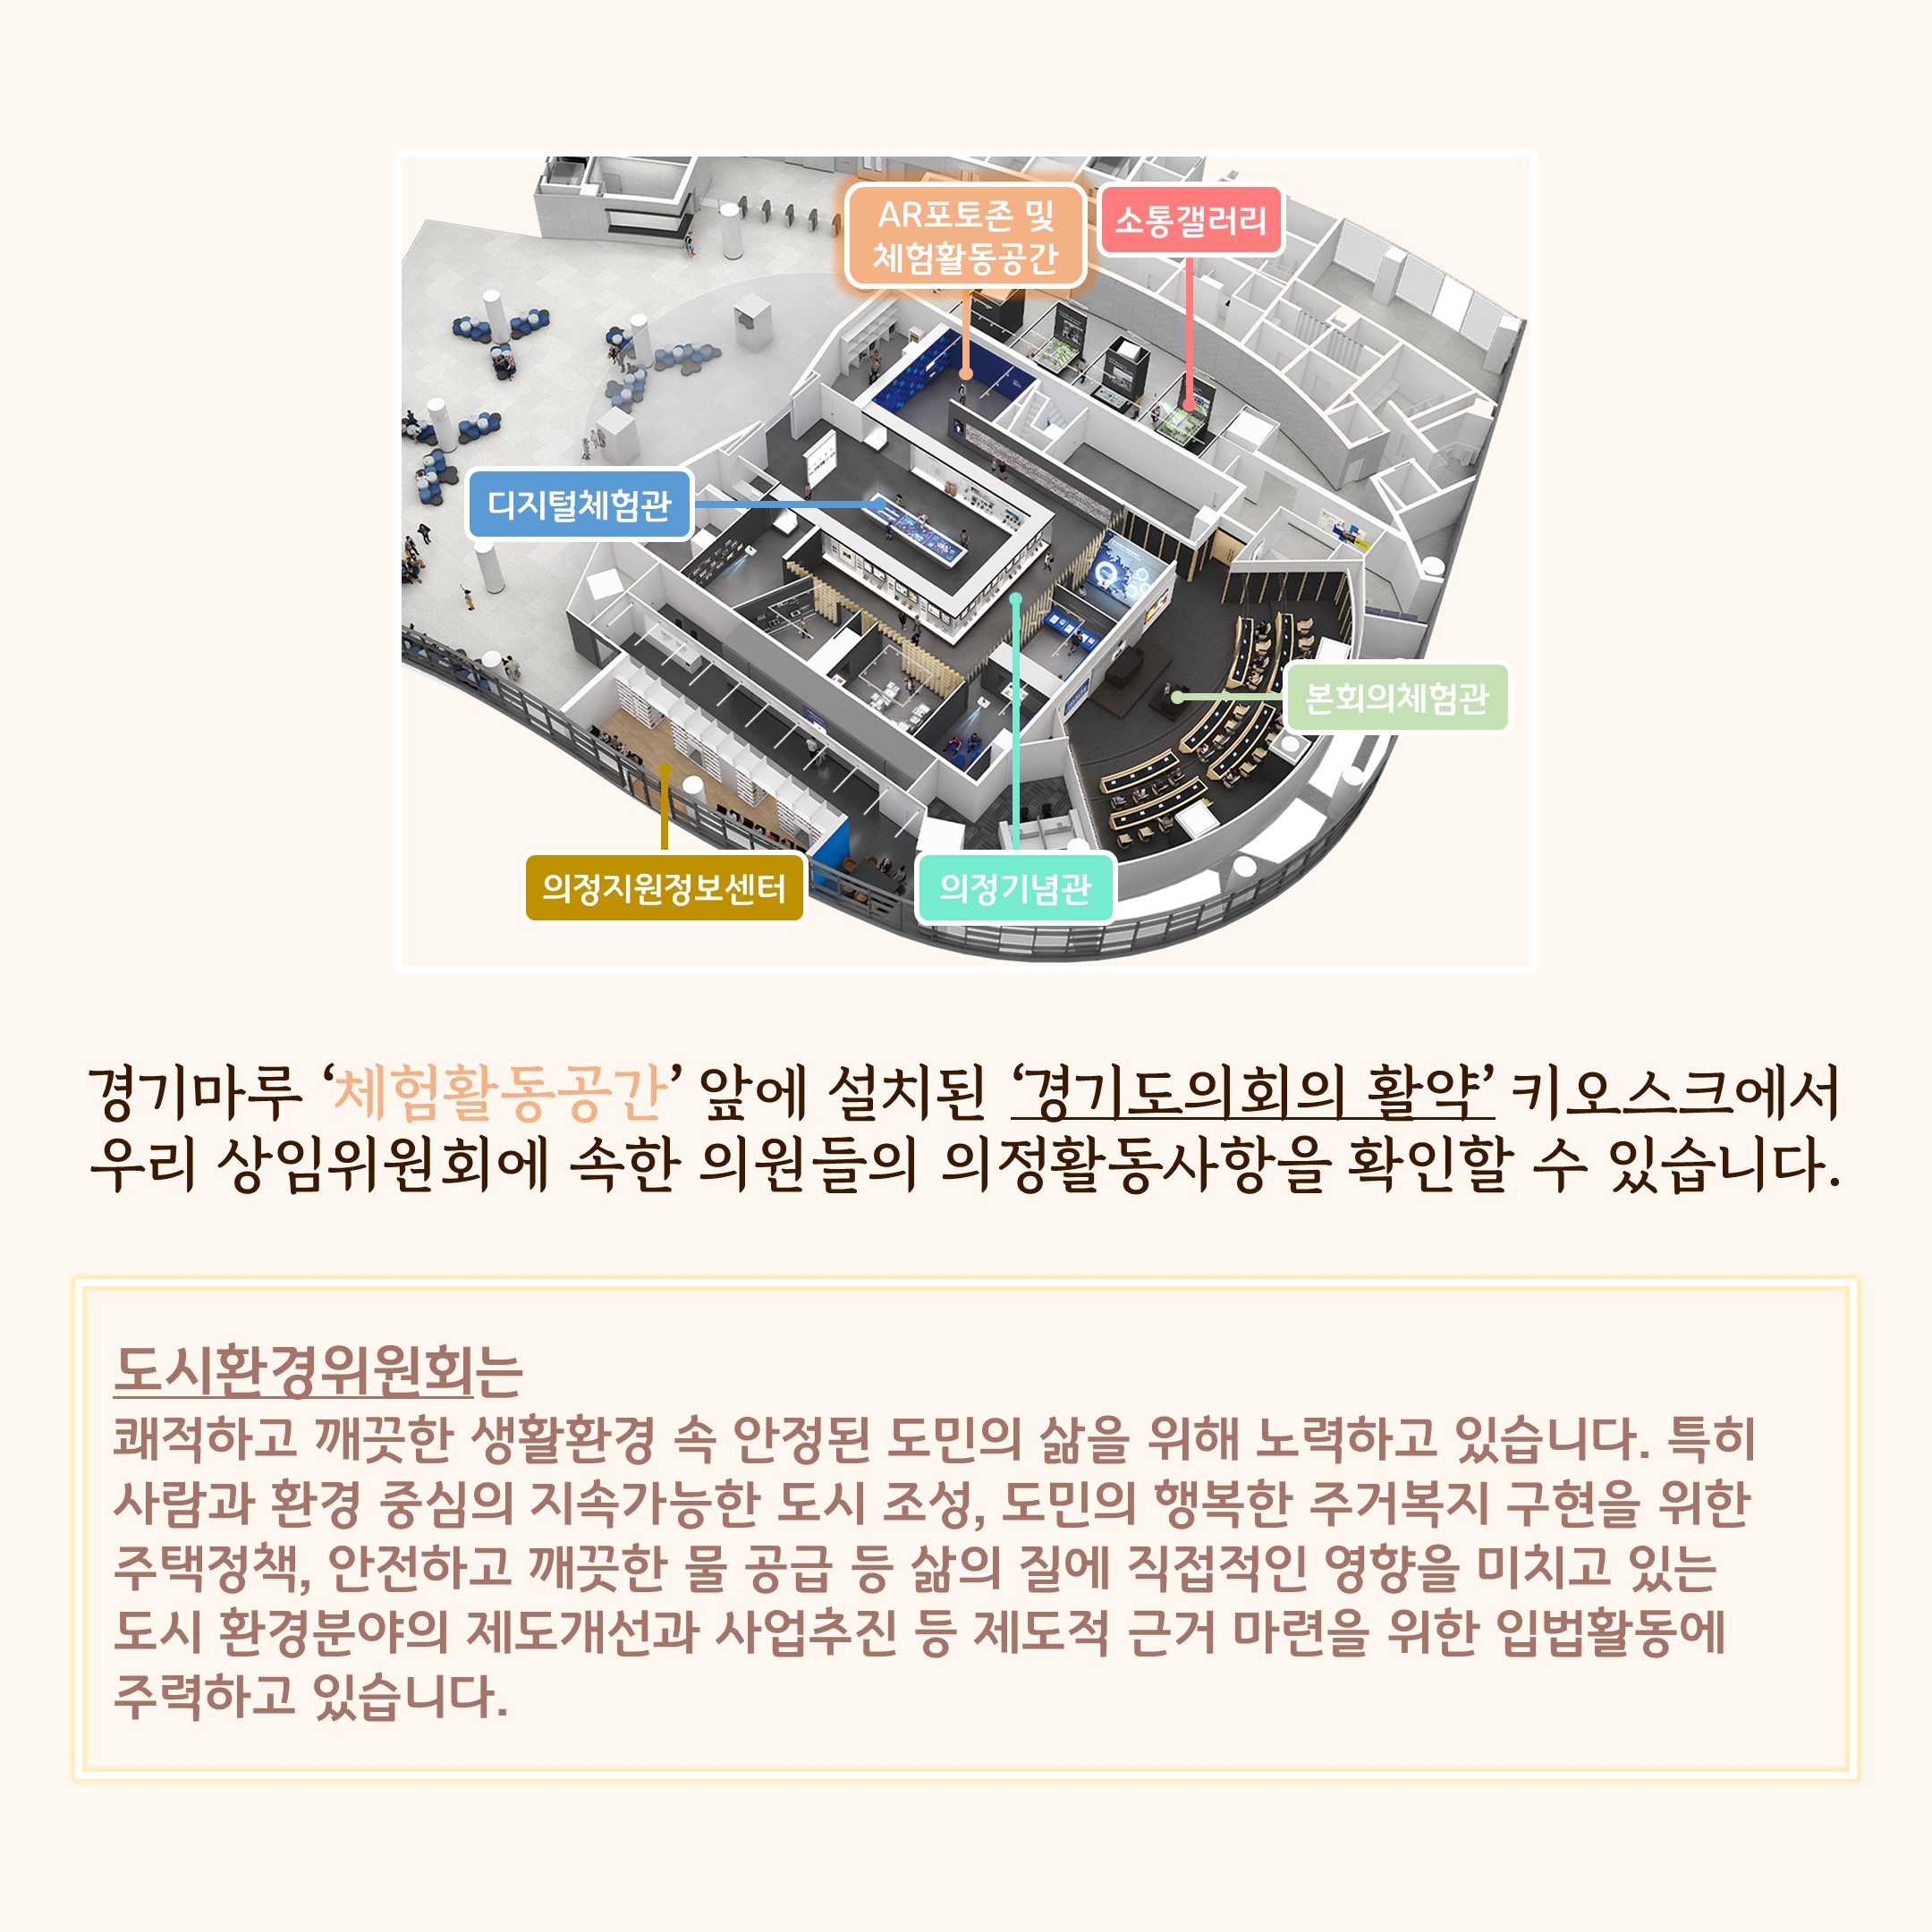 AR포토존 및
체험활동공간
소통갤러리
디지털체험관
본회의체험관
의정지원정보센터
의정기념관
경기마루 ‘체험활동공간’ 앞에 설치된 ‘경기도의회의 활약’ 키오스크에서
우리 상임위원회에 속한 의원들의 의정활동사항을 확인할 수 있습니다.
도시환경위원회는
쾌적하고 깨끗한 생활환경 속 안정된 도민의 삶을 위해 노력하고 있습니다. 특히
사람과 환경 중심의 지속가능한 도시 조성, 도민의 행복한 주거복지 구현을 위한
주택정책, 안전하고 깨끗한 물 공급 등 삶의 질에 직접적인 영향을 미치고 있는
도시 환경분야의 제도개선과 사업추진 등 제도적 근거 마련을 위한 입법활동에
주력하고 있습니다.